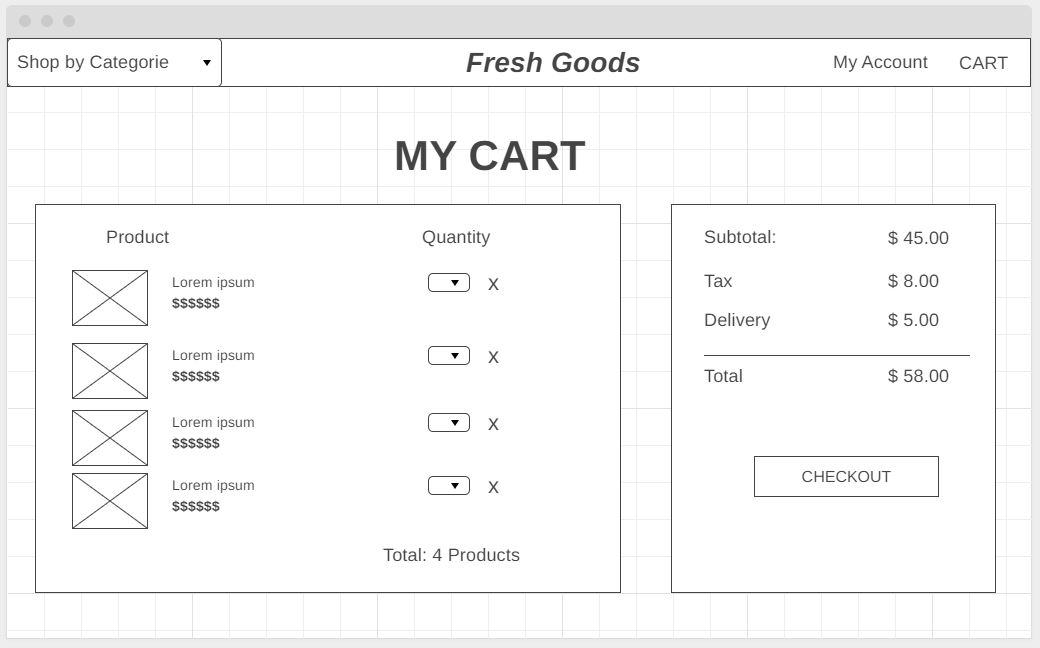 Shop by Categorie
Fresh Goods
My Account
CART
MY CART
Product
Quantity
Lorem ipsum
$$$$$$
X
Lorem ipsum
$$$$$$
X
Lorem ipsum
$$$$$$
X
Lorem ipsum
$$$$$$
X
Total: 4 Products
Subtotal: $ 45.00
Tax $ 8.00
Delivery $ 5.00
Total $ 58.00
CHECKOUT